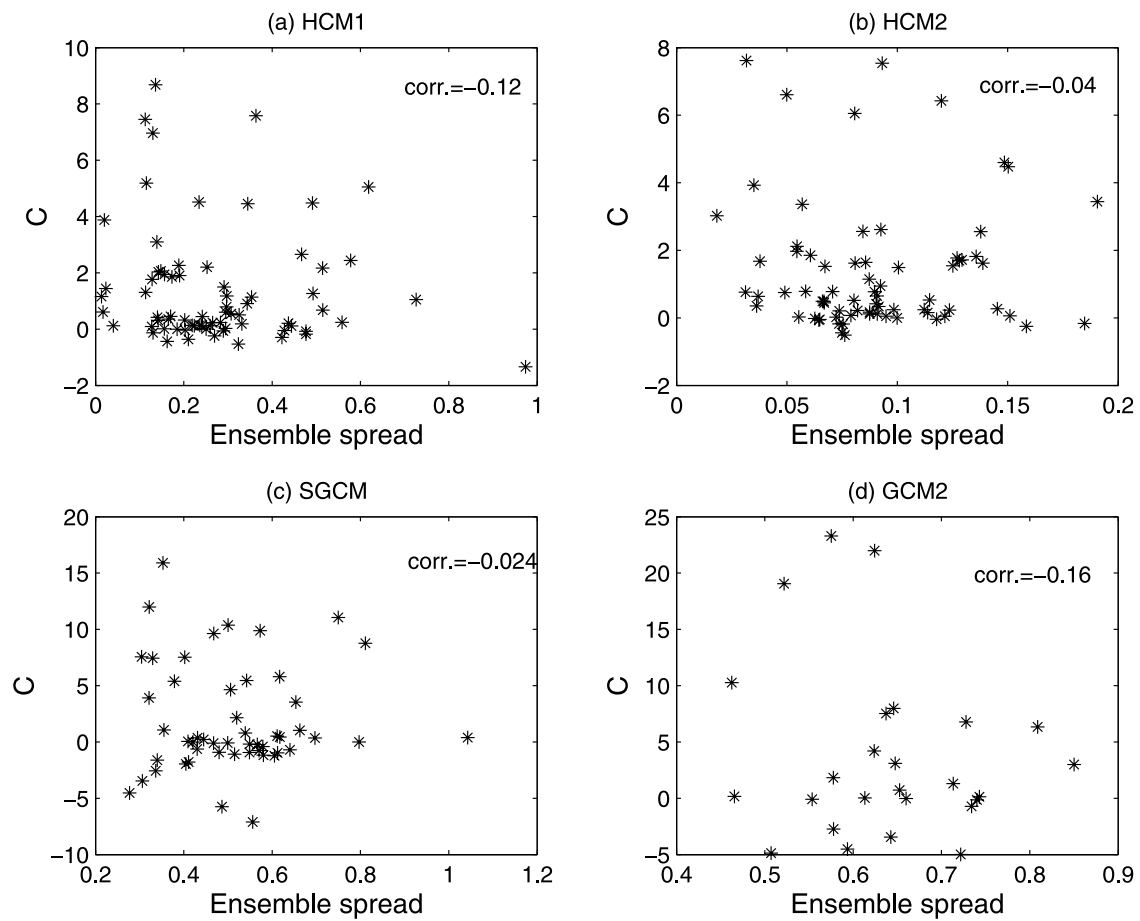 (a) HCM1
10
8
6
4
2
0
−2
C
corr.=−0.12
0 0.2 0.4 0.6 0.8 1
Ensemble spread
(b) HCM2
8
6
4
2
0
−2
C
corr.=−0.04
0 0.05 0.1 0.15 0.2
Ensemble spread
(c) SGCM
20
15
10
5
0
−5
−10
C
corr.=−0.024
0.2 0.4 0.6 0.8 1 1.2
Ensemble spread
(d) GCM2
25
20
15
10
5
0
−5
C
corr.=−0.16
0.4 0.5 0.6 0.7 0.8 0.9
Ensemble spread